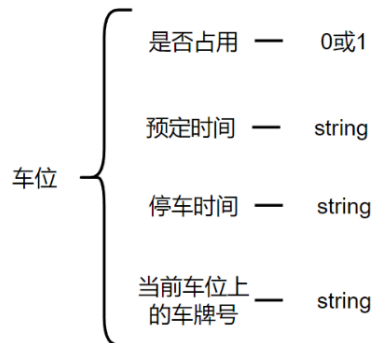 是否占用 — 0或1
预定时间 — string
车位
停车时间 — string
当前车位上
的车牌号 — string